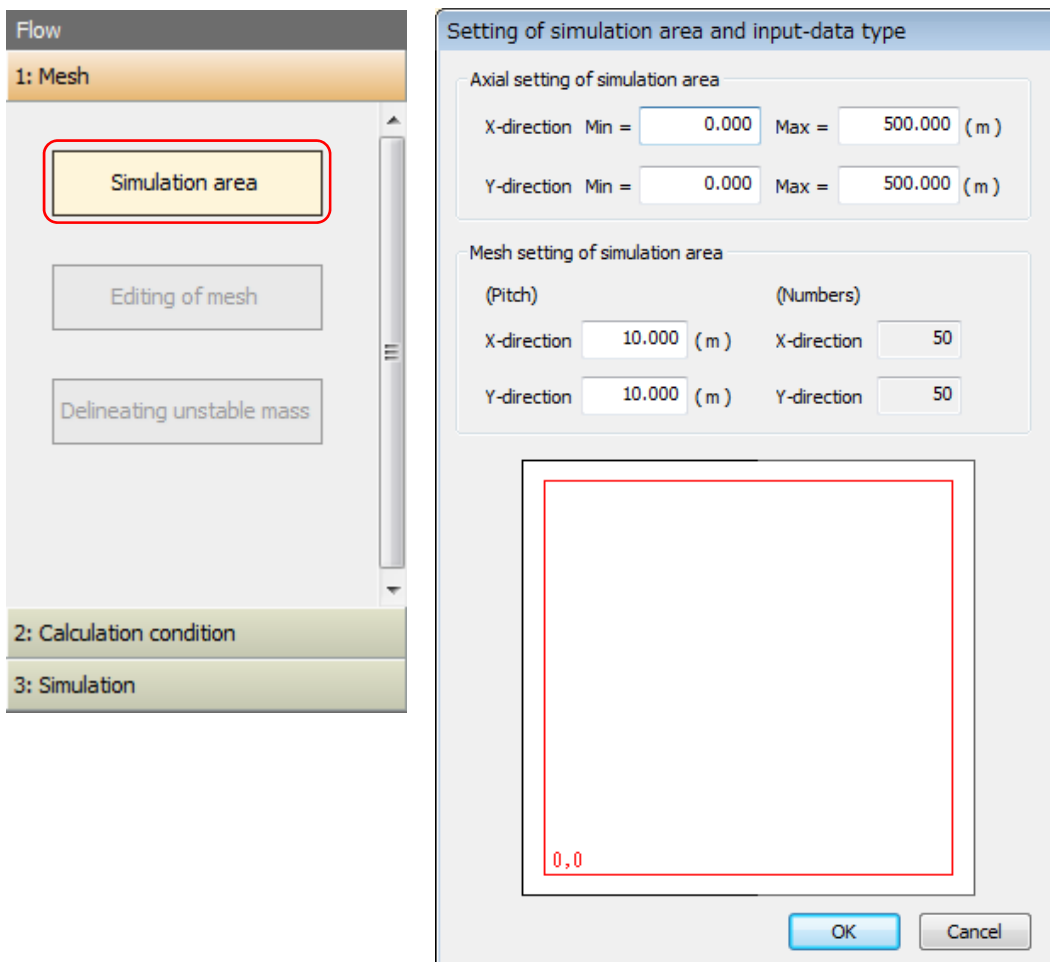 Flow
1: Mesh
Simulation area
Editing of mesh
Delineating unstable mass
2: Calculation condition
3: Simulation
Setting of simulation area and input-data type
Axial setting of simulation area
X-direction Min = 0.000 Max = 500.000 ( m )
Y-direction Min = 0.000 Max = 500.000 ( m )
Mesh setting of simulation area
(Pitch) (Numbers)
X-direction 10.000 ( m ) X-direction 50
Y-direction 10.000 ( m ) Y-direction 50
0,0
OK Cancel